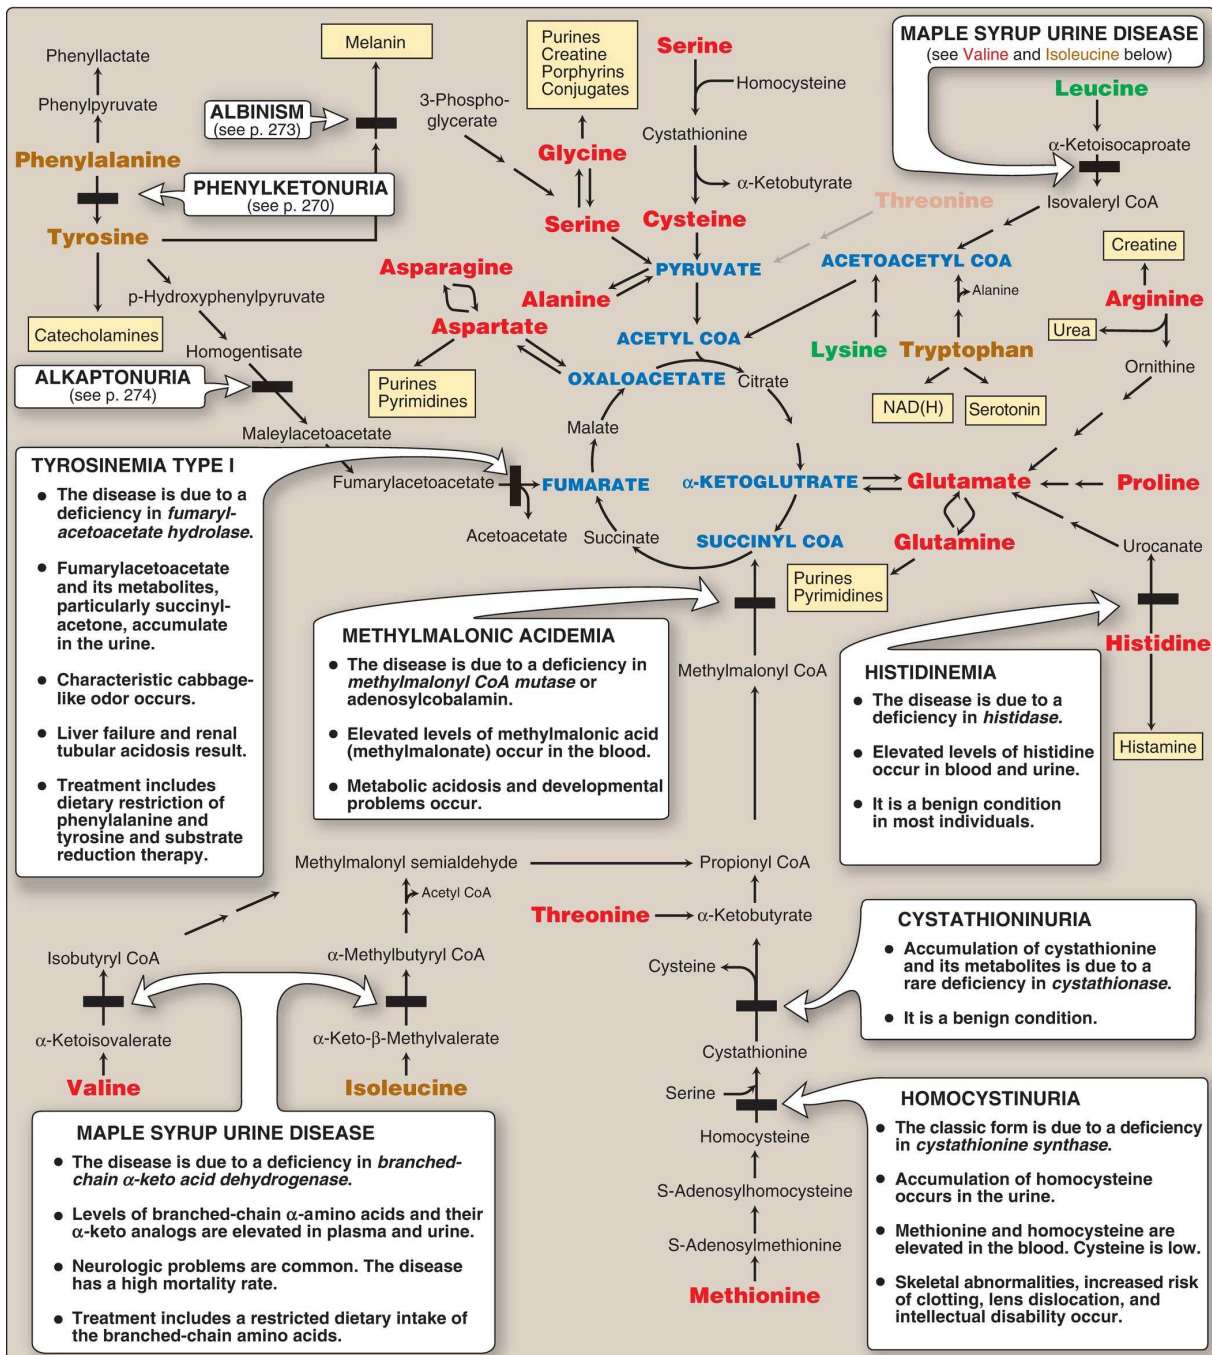 MAPLE SYRUP URINE DISEASE
(see Valine and Isoleucine below)
Phenyllactate
Phenylpyruvate
Phenylalanine
Melanin
ALBINISM
(see p. 273)
PHENYLKETONURIA
(see p. 270)
Tyrosine
p-Hydroxyphenylpyruvate
Catecholamines
Homogentisate
ALKAPTONURIA
(see p. 274)
Maleylacetoacetate
Fumarylacetoacetate
Acetoacetate
3-Phospho-
glycerate
Purines
Creatine
Porphyrins
Conjugates
Glycine
Serine
Serine
Homocysteine
Cystathionine
α-Ketobutyrate
Cysteine
Threonine
PYRUVATE
Alanine
Asparagine
Aspartate
Purines
Pyrimidines
ACETYL COA
OXALOACETATE
Citrate
Malate
FUMARATE
Succinate
SUCCINYL COA
α-KETOGLUTRATE
Leucine
α-Ketoisocaproate
Isovaleryl CoA
ACETOACETYL COA
Alanine
Lysine
Tryptophan
NAD(H)
Serotonin
Creatine
Arginine
Urea
Ornithine
Glutamate
Proline
Glutamine
Purines
Pyrimidines
Urocanate
Histidine
Histamine
TYROSINEMIA TYPE I
● The disease is due to a
deficiency in fumaryl-
acetoacetate hydrolase.
● Fumarylacetoacetate
and its metabolites,
particularly succinyl-
acetone, accumulate
in the urine.
● Characteristic cabbage-
like odor occurs.
● Liver failure and renal
tubular acidosis result.
● Treatment includes
dietary restriction of
phenylalanine and
tyrosine and substrate
reduction therapy.
METHYLMALONIC ACIDEMIA
● The disease is due to a deficiency in
methylmalonyl CoA mutase or
adenosylcobalamin.
● Elevated levels of methylmalonic acid
(methylmalonate) occur in the blood.
● Metabolic acidosis and developmental
problems occur.
Methylmalonyl CoA
HISTIDINEMIA
● The disease is due to a
deficiency in histidase.
● Elevated levels of histidine
occur in blood and urine.
● It is a benign condition
in most individuals.
Methylmalonyl semialdehyde
Propionyl CoA
Acetyl CoA
Threonine
α-Ketobutyrate
Isobutyryl CoA
α-Methylbutyryl CoA
Cysteine
α-Ketoisovalerate
α-Keto-β-Methylvalerate
Valine
Isoleucine
Cystathionine
Serine
Homocysteine
S-Adenosylhomocysteine
S-Adenosylmethionine
Methionine
CYSTATHIONINURIA
● Accumulation of cystathionine
and its metabolites is due to a
rare deficiency in cystathionase.
● It is a benign condition.
MAPLE SYRUP URINE DISEASE
● The disease is due to a deficiency in branched-
chain α-keto acid dehydrogenase.
● Levels of branched-chain α-amino acids and their
α-keto analogs are elevated in plasma and urine.
● Neurologic problems are common. The disease
has a high mortality rate.
● Treatment includes a restricted dietary intake of
the branched-chain amino acids.
HOMOCYSTINURIA
● The classic form is due to a deficiency
in cystathionine synthase.
● Accumulation of homocysteine
occurs in the urine.
● Methionine and homocysteine are
elevated in the blood. Cysteine is low.
● Skeletal abnormalities, increased risk
of clotting, lens dislocation, and
intellectual disability occur.